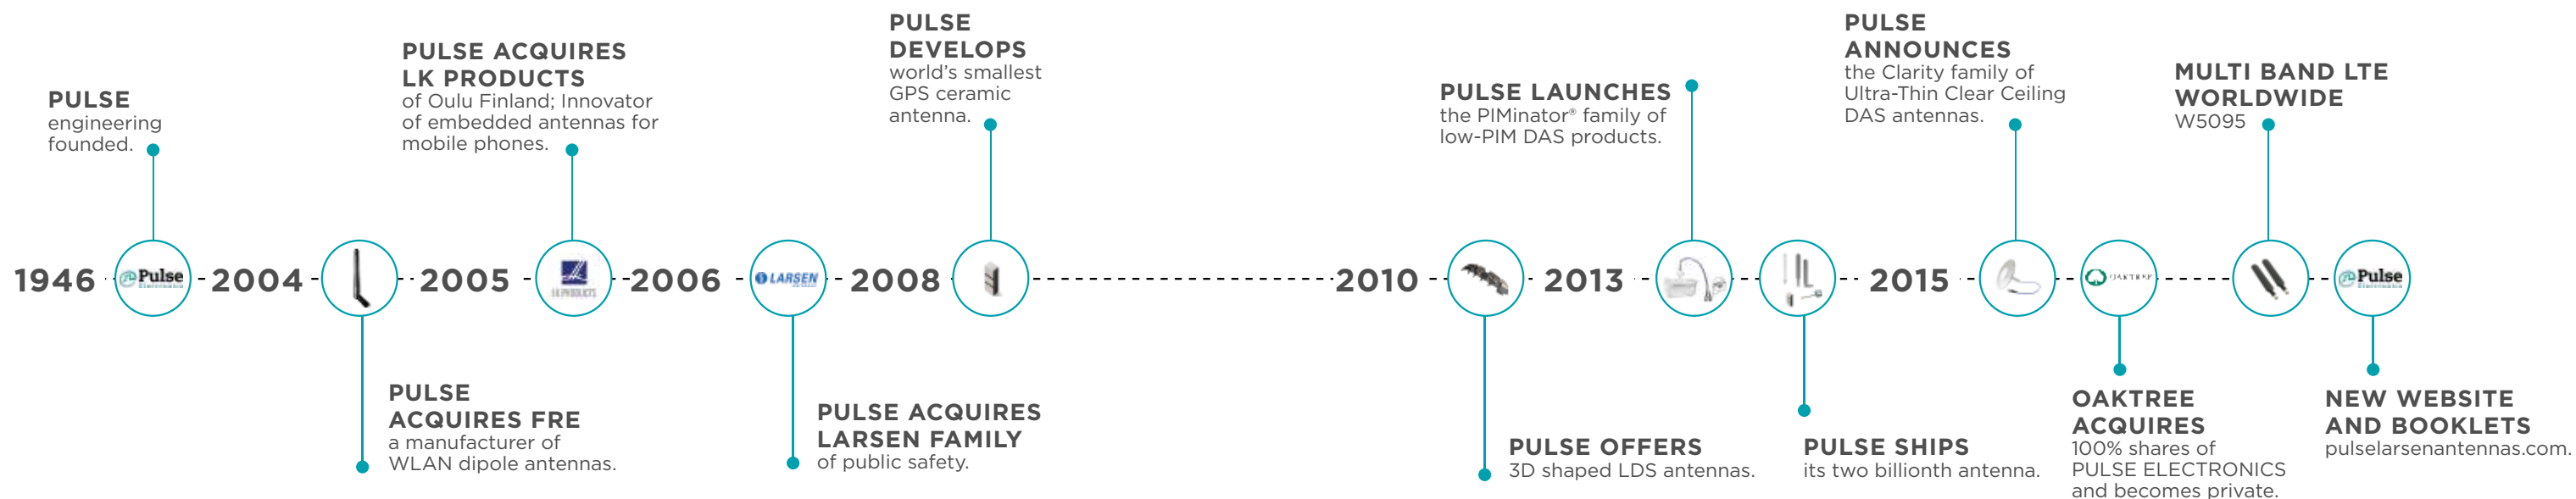 PULSE
engineering
founded.
1946
Pulse
Electronics
2004
PULSE
ACQUIRES FRE
a manufacturer of
WLAN dipole antennas.
2005
PULSE ACQUIRES
LK PRODUCTS
of Oulu Finland; Innovator
of embedded antennas for
mobile phones.
LK PRODUCTS
2006
LARSEN
PULSE ACQUIRES
LARSEN FAMILY
of public safety.
2008
PULSE
DEVELOPS
world's smallest
GPS ceramic
antenna.
2010
PULSE OFFERS
3D shaped LDS antennas.
2013
PULSE LAUNCHES
the PIMinator® family of
low-PIM DAS products.
PULSE SHIPS
its two billionth antenna.
2015
PULSE
ANNOUNCES
the Clarity family of
Ultra-Thin Clear Ceiling
DAS antennas.
OAKTREE
OAKTREE
ACQUIRES
100% shares of
PULSE ELECTRONICS
and becomes private.
MULTI BAND LTE
WORLDWIDE
W5095
Pulse
Electronics
NEW WEBSITE
AND BOOKLETS
pulselarsenantennas.com.